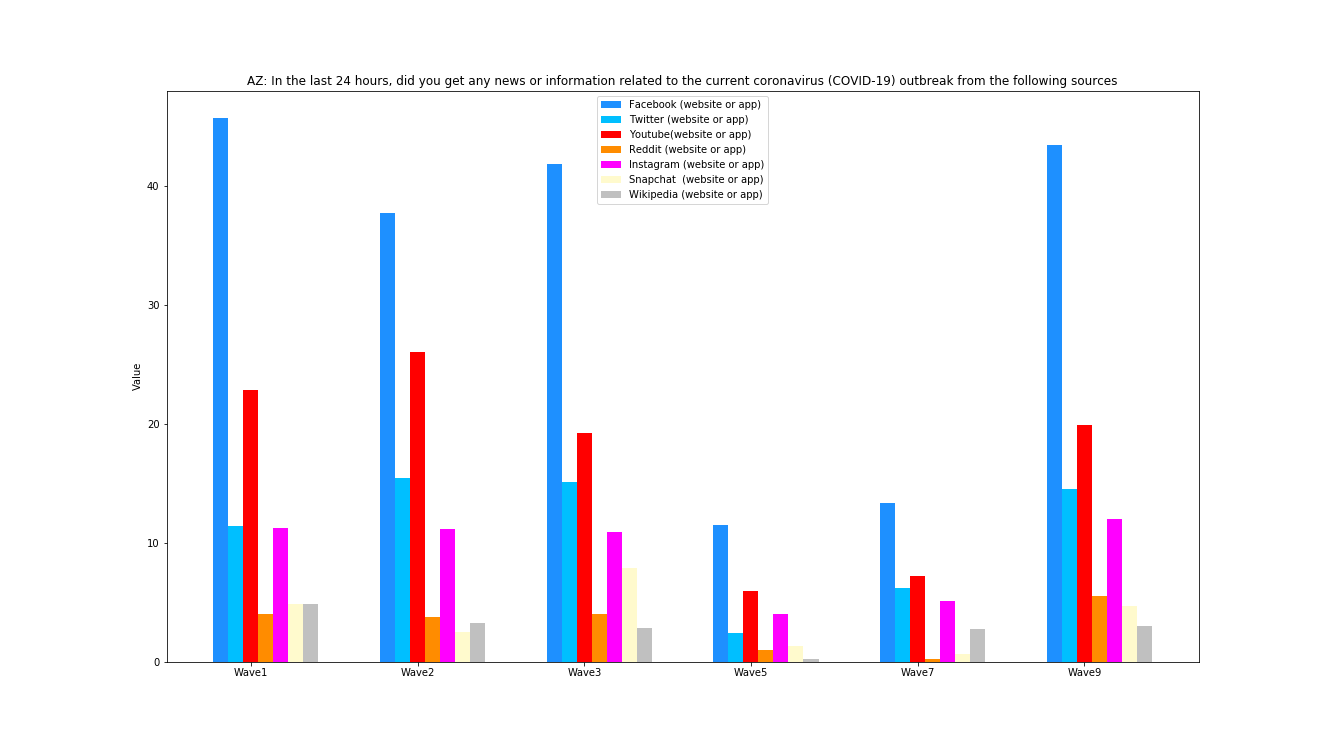 AZ: In the last 24 hours, did you get any news or information related to the current coronavirus (COVID-19) outbreak from the following sources
Facebook (website or app)
Twitter (website or app)
Youtube(website or app)
Reddit (website or app)
Instagram (website or app)
Snapchat  (website or app)
Wikipedia (website or app)
Value
40
30
20
10
0
Wave1 Wave2 Wave3 Wave5 Wave7 Wave9